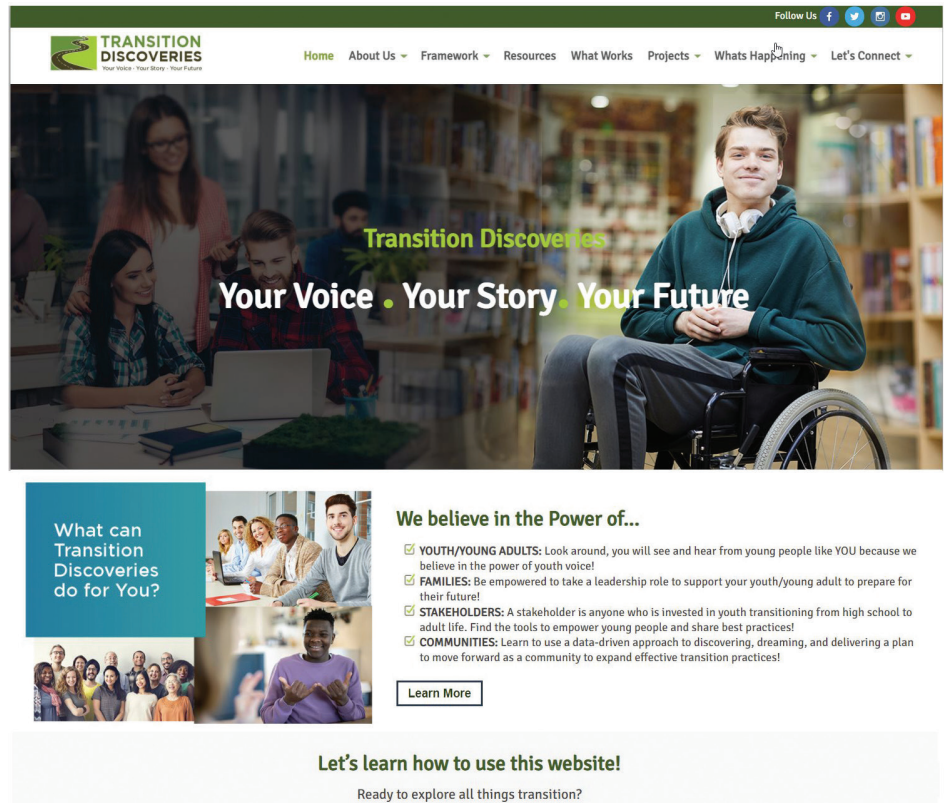 Follow Us
TRANSITION
DISCOVERIES
Your Voice - Your Story - Your Future
Home About Us Framework Resources What Works Projects Whats Happening Let's Connect
Transition Discoveries
Your Voice . Your Story. Your Future
What can
Transition
Discoveries
do for You?
We believe in the Power of...
YOUTH/YOUNG ADULTS: Look around, you will see and hear from young people like YOU because we
believe in the power of youth voice!
FAMILIES: Be empowered to take a leadership role to support your youth/young adult to prepare for
their future!
STAKEHOLDERS: A stakeholder is anyone who is invested in youth transitioning from high school to
adult life. Find the tools to empower young people and share best practices!
COMMUNITIES: Learn to use a data-driven approach to discovering, dreaming, and delivering a plan
to move forward as a community to expand effective transition practices!
Learn More
Let's learn how to use this website!
Ready to explore all things transition?